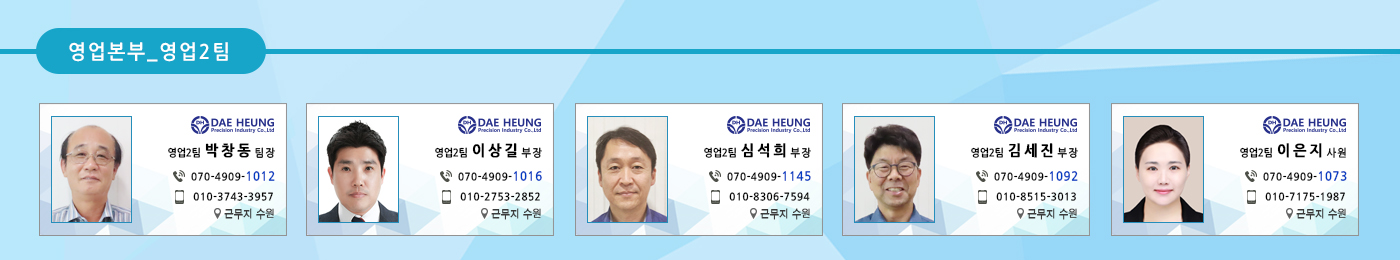 영업본부_영업2팀
DH DAE HEUNG
Precision Industry Co.,Ltd
영업2팀 박창동 팀장
070-4909-1012
010-3743-3957
근무지 수원
DH DAE HEUNG
Precision Industry Co.,Ltd
영업2팀 이상길 부장
070-4909-1016
010-2753-2852
근무지 수원
DH DAE HEUNG
Precision Industry Co.,Ltd
영업2팀 심석희 부장
070-4909-1145
010-8306-7594
근무지 수원
DH DAE HEUNG
Precision Industry Co.,Ltd
영업2팀 김세진 부장
070-4909-1092
010-8515-3013
근무지 수원
DH DAE HEUNG
Precision Industry Co.,Ltd
영업2팀 이은지 사원
070-4909-1073
010-7175-1987
근무지 수원